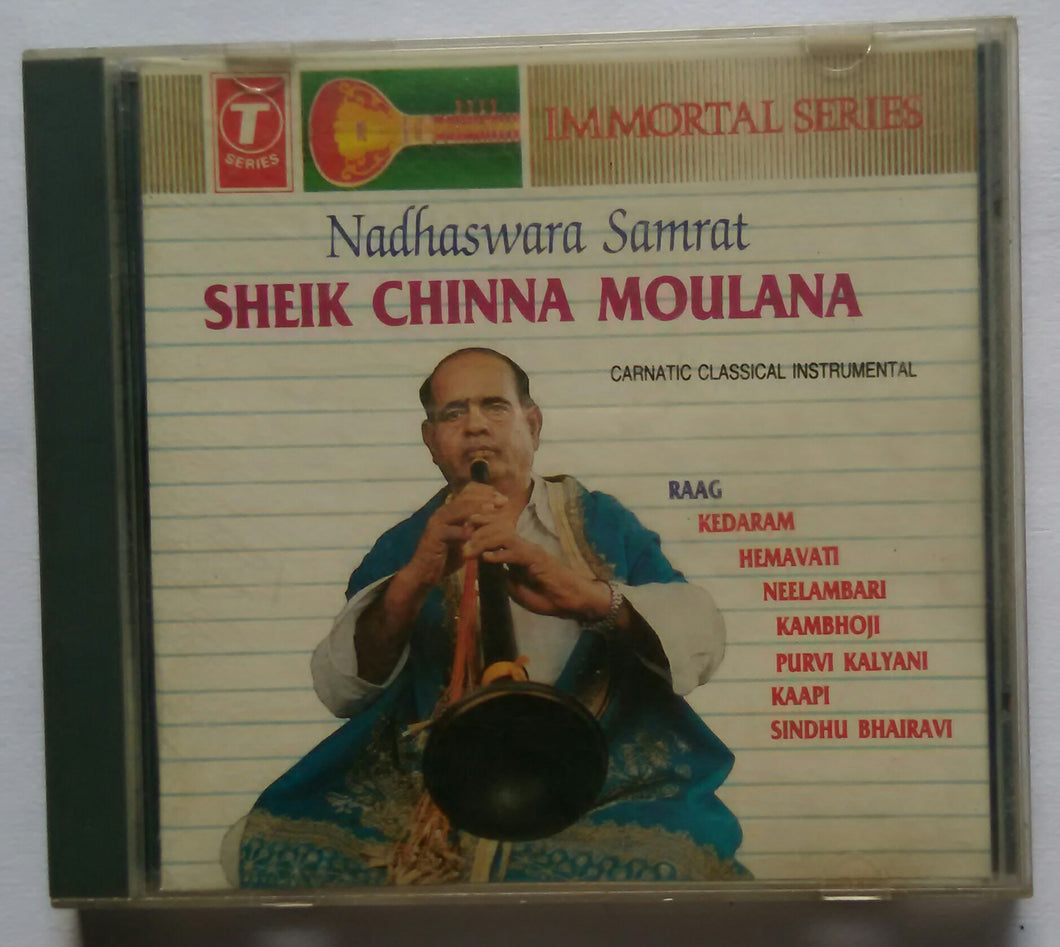 T
SERIES
IMMORTAL SERIES
Nadhaswara Samrat
SHEIK CHINNA MOULANA
CARNATIC CLASSICAL INSTRUMENTAL
RAAG
KEDARAM
HEMAVATI
NEELAMBARI
KAMBHOJI
PURVI KALYANI
KAAPI
SINDHU BHAIRAVI